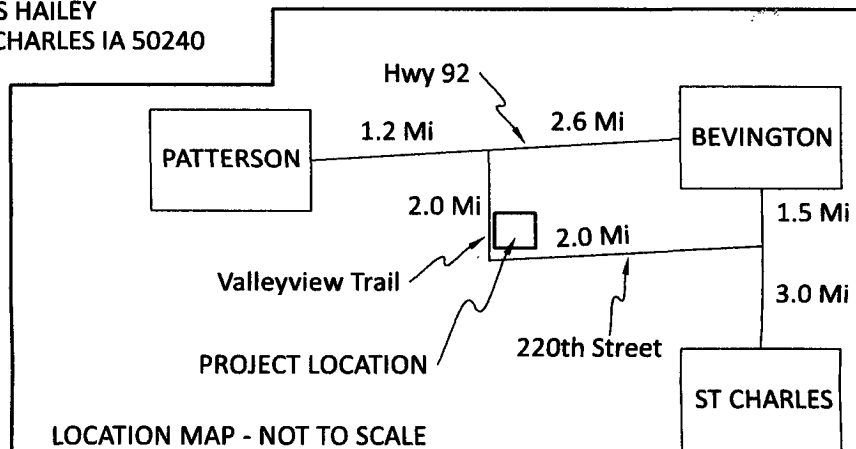 S HAILEY
CHARLES IA 50240
Hwy 92
1.2 Mi
2.6 Mi
PATTERSON
BEVINGTON
2.0 Mi
1.5 Mi
2.0 Mi
Valleyview Trail
3.0 Mi
220th Street
PROJECT LOCATION
ST CHARLES
LOCATION MAP - NOT TO SCALE